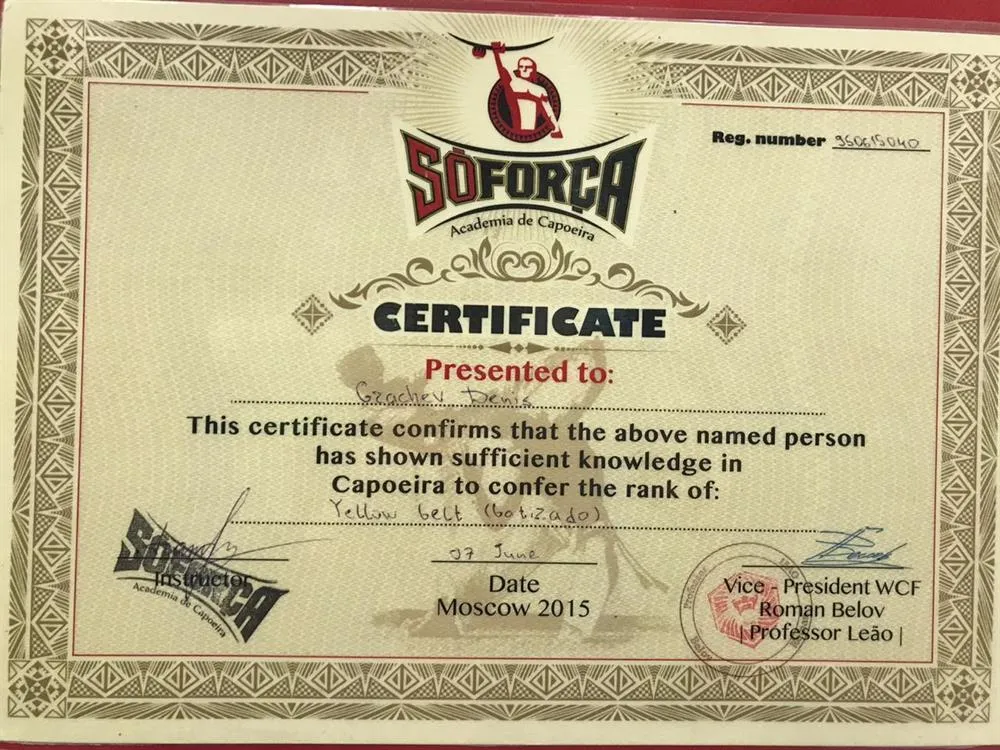 Reg. number 950615040
SÒFORÇA
Academia de Capoeira
CERTIFICATE
Presented to:
Grachev Denis
This certificate confirms that the above named person
has shown sufficient knowledge in
Capoeira to confer the rank of:
Yellow belt (batizado)
07 June
Instructor
SÒFORÇA
Academia de Capoeira
Date
Moscow 2015
Vice - President WCF
Roman Belov
| Professor Leão |
Professor
Belov